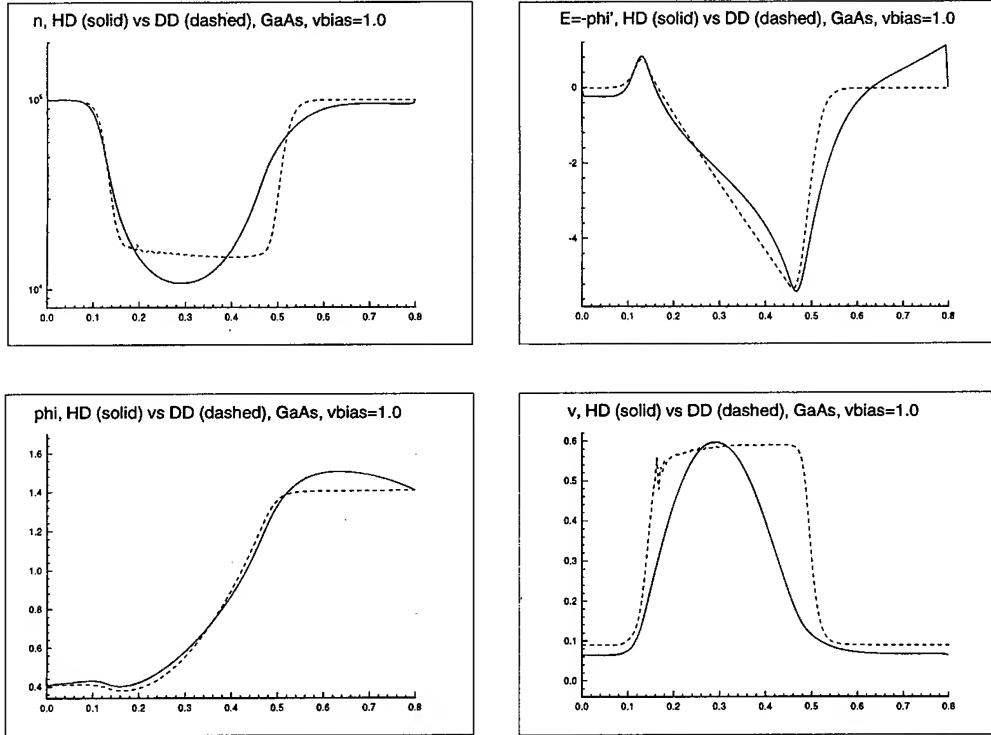 n, HD (solid) vs DD (dashed), GaAs, vbias=1.0
10⁵
10⁴
0.0 0.1 0.2 0.3 0.4 0.5 0.6 0.7 0.8
E=-phi', HD (solid) vs DD (dashed), GaAs, vbias=1.0
0
-2
-4
0.0 0.1 0.2 0.3 0.4 0.5 0.6 0.7 0.8
phi, HD (solid) vs DD (dashed), GaAs, vbias=1.0
1.6
1.4
1.2
1.0
0.8
0.6
0.4
0.0 0.1 0.2 0.3 0.4 0.5 0.6 0.7 0.8
v, HD (solid) vs DD (dashed), GaAs, vbias=1.0
0.6
0.5
0.4
0.3
0.2
0.1
0.0
0.0 0.1 0.2 0.3 0.4 0.5 0.6 0.7 0.8